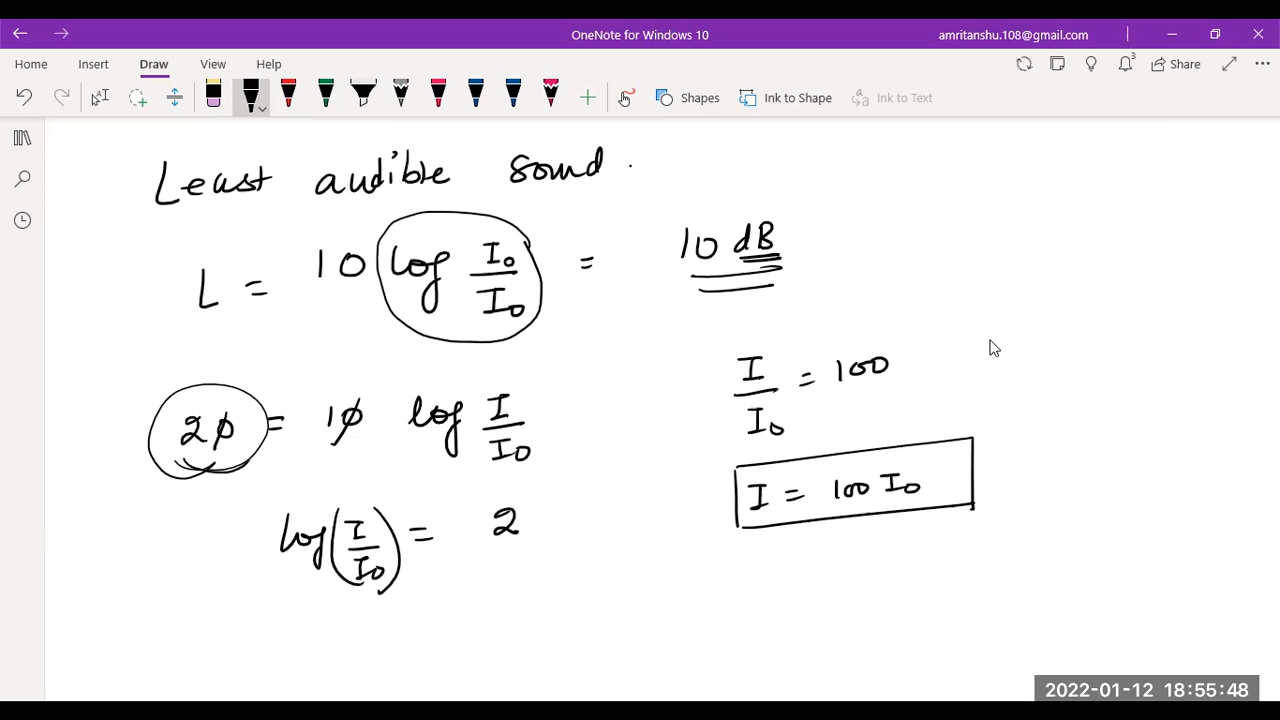 OneNote for Windows 10
amritanshu.108@gmail.com
Home Insert Draw View Help
3
Share
Shapes Ink to Shape Ink to Text
Least audible sound .
L = 10 log I₀/I₀ = 10 dB
20 = 10 log I/I₀
log(I/I₀) = 2
I/I₀ = 100
I = 100 I₀
2022-01-12 18:55:48